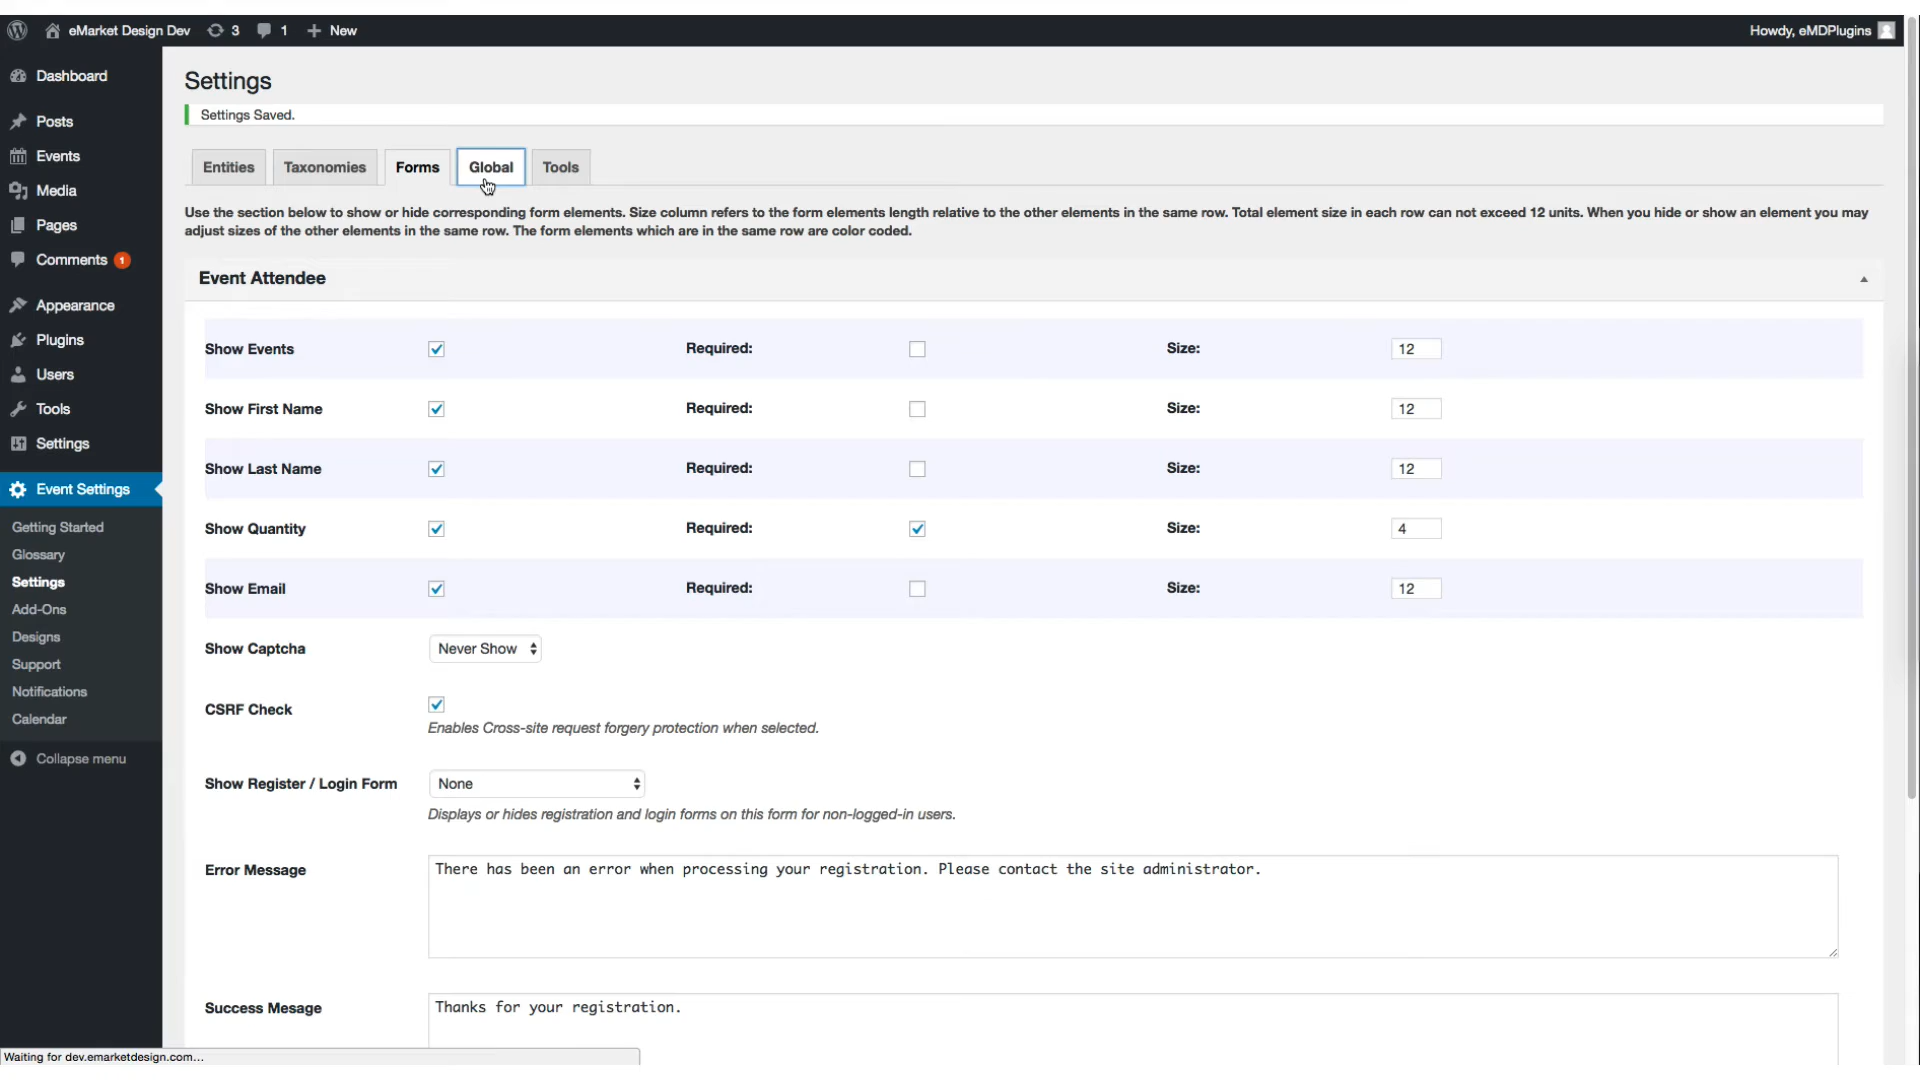 eMarket Design Dev 3 1 New Howdy, eMDPlugins
Dashboard
Posts
Events
Media
Pages
Comments 1
Appearance
Plugins
Users
Tools
Settings
Event Settings
Getting Started
Glossary
Settings
Add-Ons
Designs
Support
Notifications
Calendar
Collapse menu
Settings
Settings Saved.
Entities Taxonomies Forms Global Tools
Use the section below to show or hide corresponding form elements. Size column refers to the form elements length relative to the other elements in the same row. Total element size in each row can not exceed 12 units. When you hide or show an element you may
adjust sizes of the other elements in the same row. The form elements which are in the same row are color coded.
Event Attendee
Show Events Required: Size: 12
Show First Name Required: Size: 12
Show Last Name Required: Size: 12
Show Quantity Required: Size: 4
Show Email Required: Size: 12
Show Captcha Never Show
CSRF Check
Enables Cross-site request forgery protection when selected.
Show Register / Login Form None
Displays or hides registration and login forms on this form for non-logged-in users.
Error Message There has been an error when processing your registration. Please contact the site administrator.
Success Mesage Thanks for your registration.
Waiting for dev.emarketdesign.com...